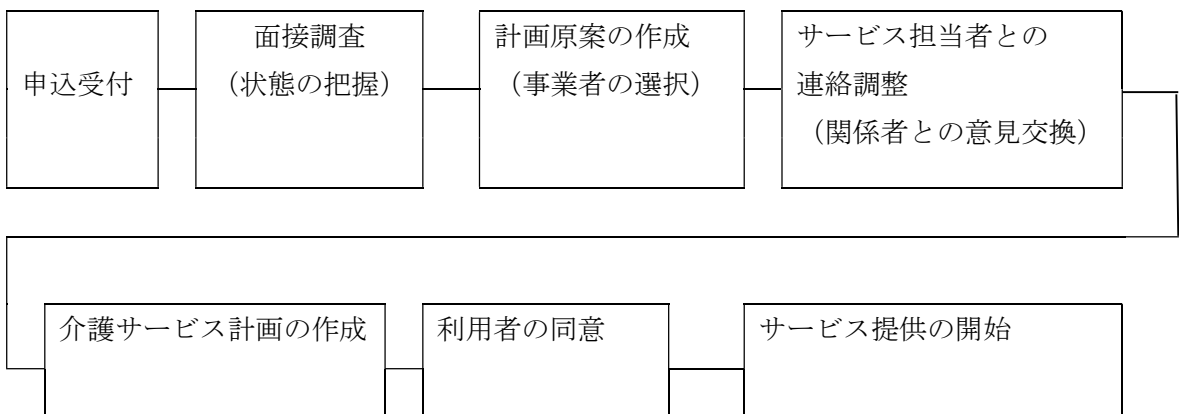 申込受付
面接調査
（状態の把握）
計画原案の作成
（事業者の選択）
サービス担当者との
連絡調整
（関係者との意見交換）
介護サービス計画の作成
利用者の同意
サービス提供の開始